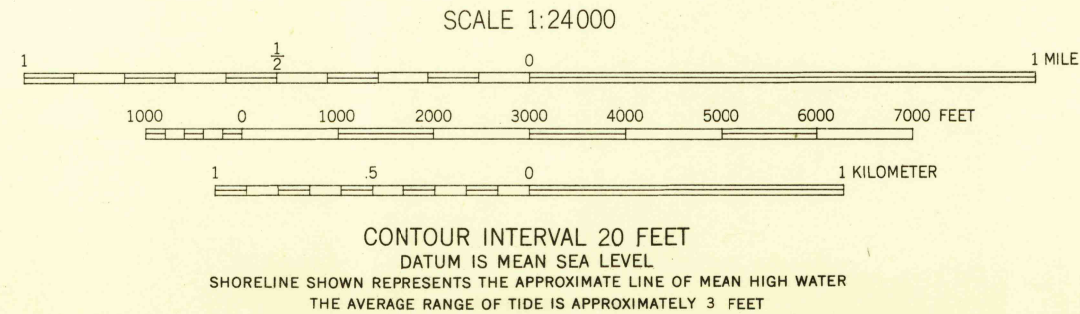 SCALE 1:24000
1 1/2 0 1 MILE
1000 0 1000 2000 3000 4000 5000 6000 7000 FEET
1 .5 0 1 KILOMETER
CONTOUR INTERVAL 20 FEET
DATUM IS MEAN SEA LEVEL
SHORELINE SHOWN REPRESENTS THE APPROXIMATE LINE OF MEAN HIGH WATER
THE AVERAGE RANGE OF TIDE IS APPROXIMATELY 3 FEET